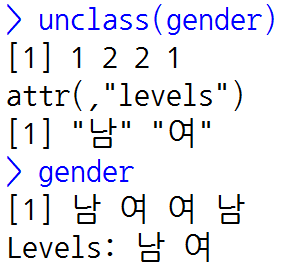 > unclass(gender)
[1] 1 2 2 1
attr(,"levels")
[1] "남" "여"
> gender
[1] 남 여 여 남
Levels: 남 여